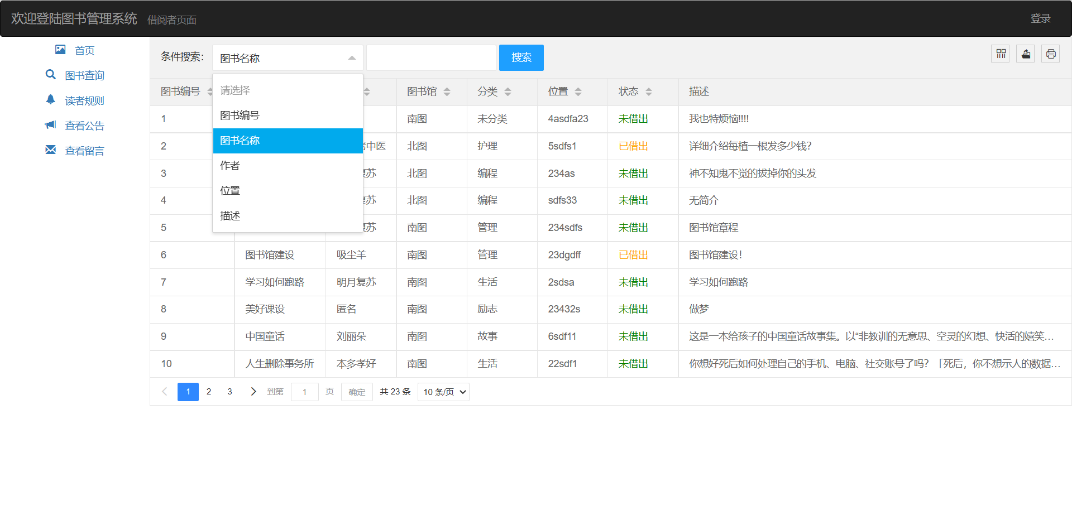 欢迎登陆图书管理系统 借阅者页面 登录
首页
图书查询
读者规则
查看公告
查看留言
条件搜索: 图书名称 搜索
请选择
图书编号
图书名称
作者
位置
描述
图书编号 图书馆 分类 位置 状态 描述
1 南图 未分类 4asdfa23 未借出 我也特烦恼!!!!
2 中医 北图 护理 5sdfs1 已借出 详细介绍每植一根发多少钱?
3 苏 北图 编程 234as 未借出 神不知鬼不觉的拔掉你的头发
4 北图 编程 sdfs33 未借出 无简介
5 苏 南图 管理 234sdfs 未借出 图书馆章程
6 图书馆建设 吸尘羊 南图 管理 23dgdff 已借出 图书馆建设!
7 学习如何跑路 明月复苏 南图 生活 2sdsa 未借出 学习如何跑路
8 美好课设 匿名 南图 励志 23432s 未借出 做梦
9 中国童话 刘丽朵 南图 故事 6sdf11 未借出 这是一本给孩子的中国童话故事集。以“非教训的无意思、空灵的幻想、快活的嬉笑…
10 人生删除事务所 本多孝好 南图 生活 22sdf1 未借出 你想好死后如何处理自己的手机、电脑、社交账号了吗？「死后，你不想示人的数据…
1 2 3 到第 1 页 确定 共 23 条 10 条/页